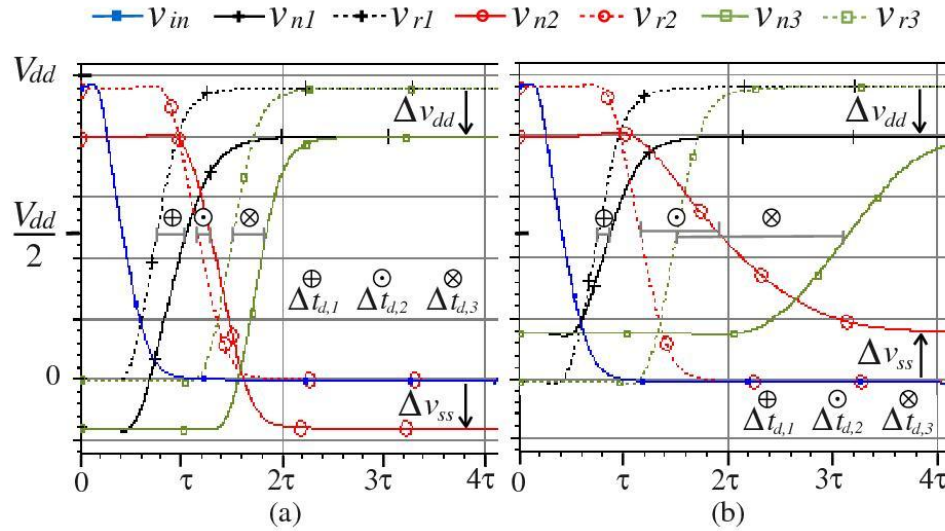 v_in v_n1 v_r1 v_n2 v_r2 v_n3 v_r3
(a) (b)
V_dd
Δv_dd Δv_dd
V_dd
2
⊕ ⊙ ⊗ ⊕ ⊙ ⊗
⊕ ⊙ ⊗
Δt_d,1 Δt_d,2 Δt_d,3
Δv_ss
0
Δv_ss
⊕ ⊙ ⊗
Δt_d,1 Δt_d,2 Δt_d,3
0 τ 2τ 3τ 4τ 0 τ 2τ 3τ 4τ
(a) (b)